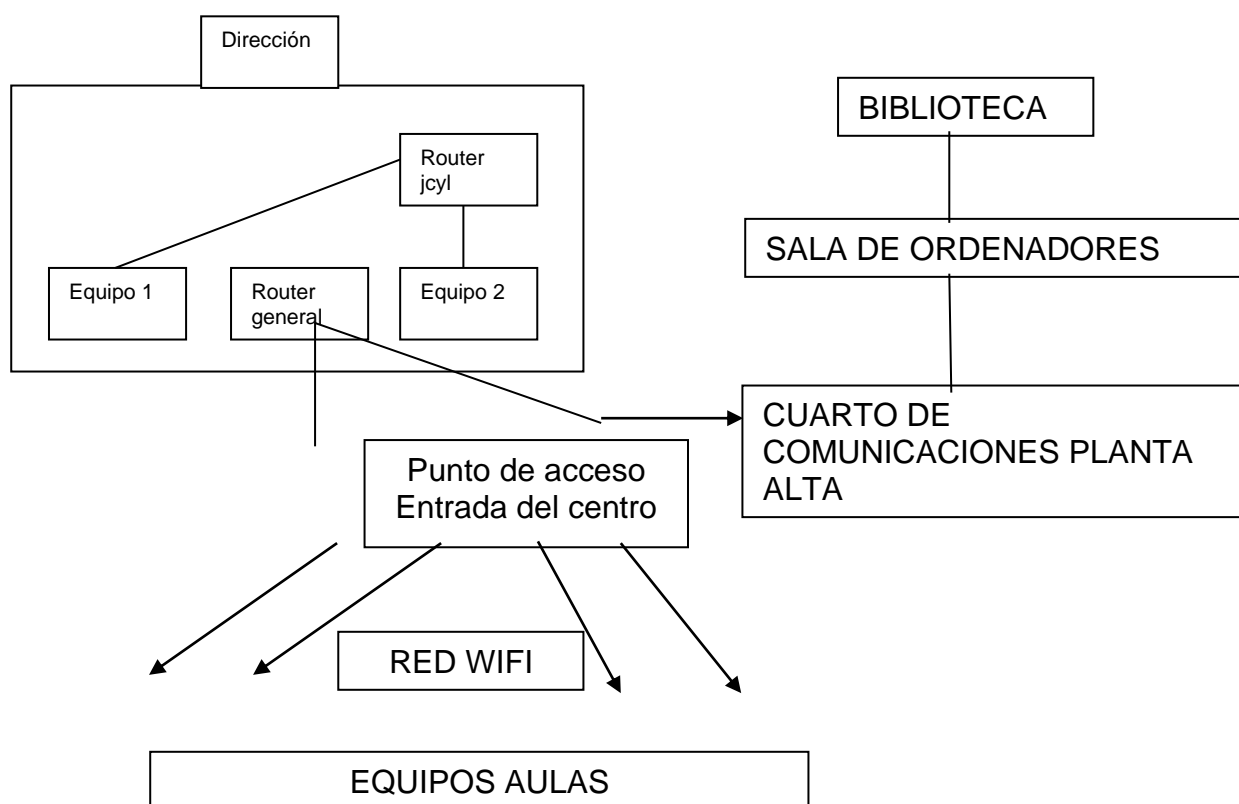 Dirección
BIBLIOTECA
Router
jcyl
SALA DE ORDENADORES
Equipo 1
Router
general
Equipo 2
CUARTO DE
COMUNICACIONES PLANTA
ALTA
Punto de acceso
Entrada del centro
RED WIFI
EQUIPOS AULAS